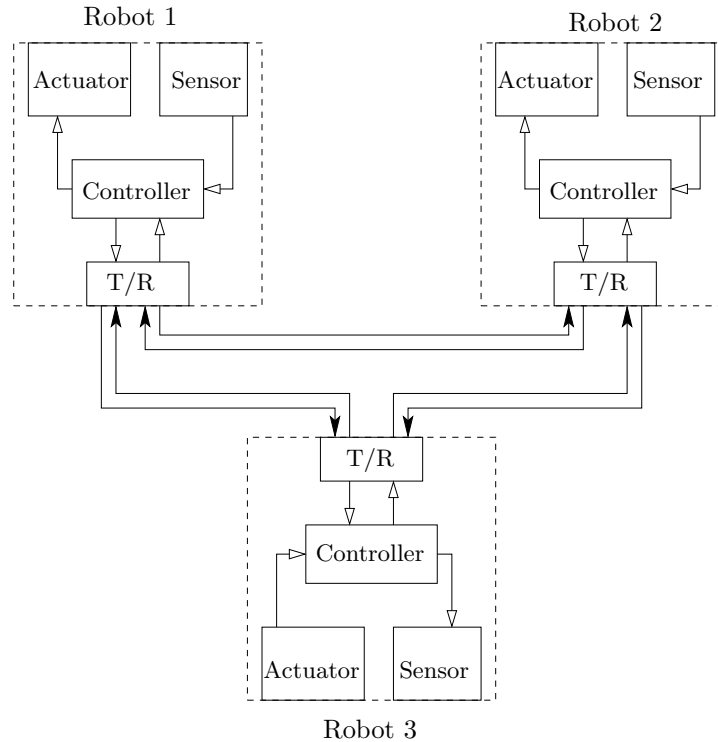 Robot 1
Robot 2
Actuator Sensor
Actuator Sensor
Controller
Controller
T/R
T/R
T/R
Controller
Actuator
Sensor
Robot 3